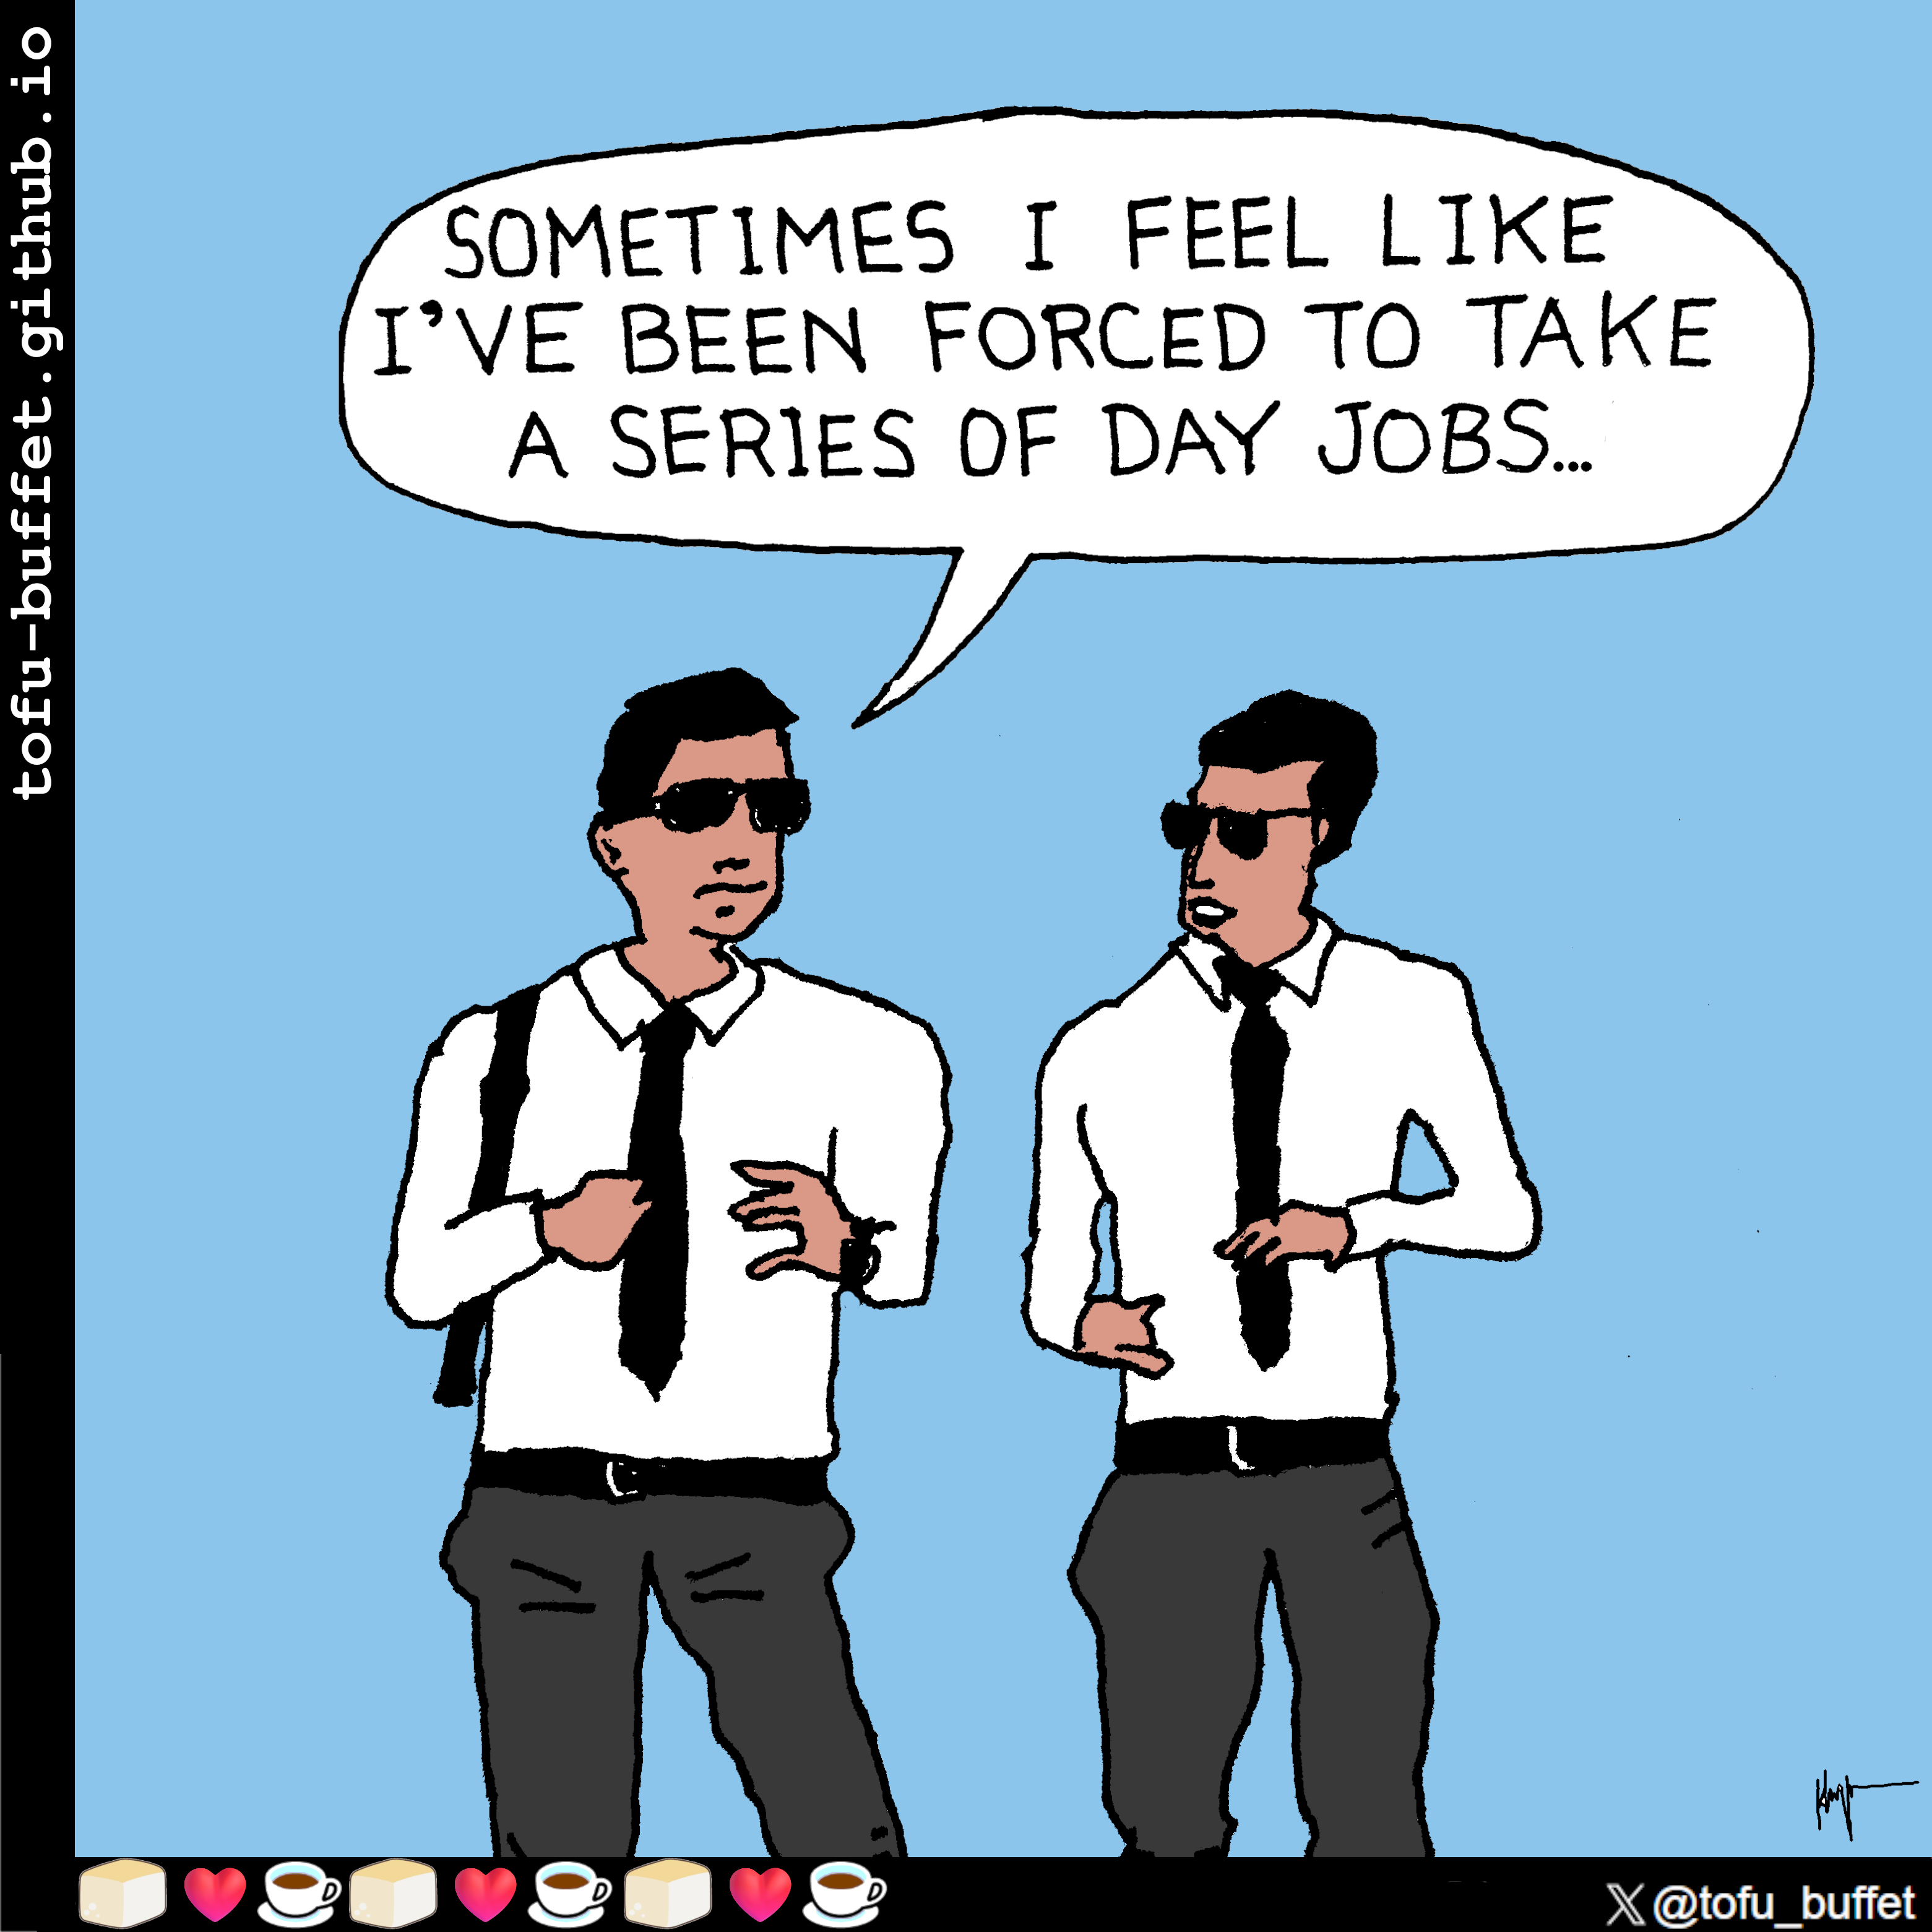 tofu-buffet.github.io
SOMETIMES I FEEL LIKE
I'VE BEEN FORCED TO TAKE
A SERIES OF DAY JOBS...
X @tofu_buffet